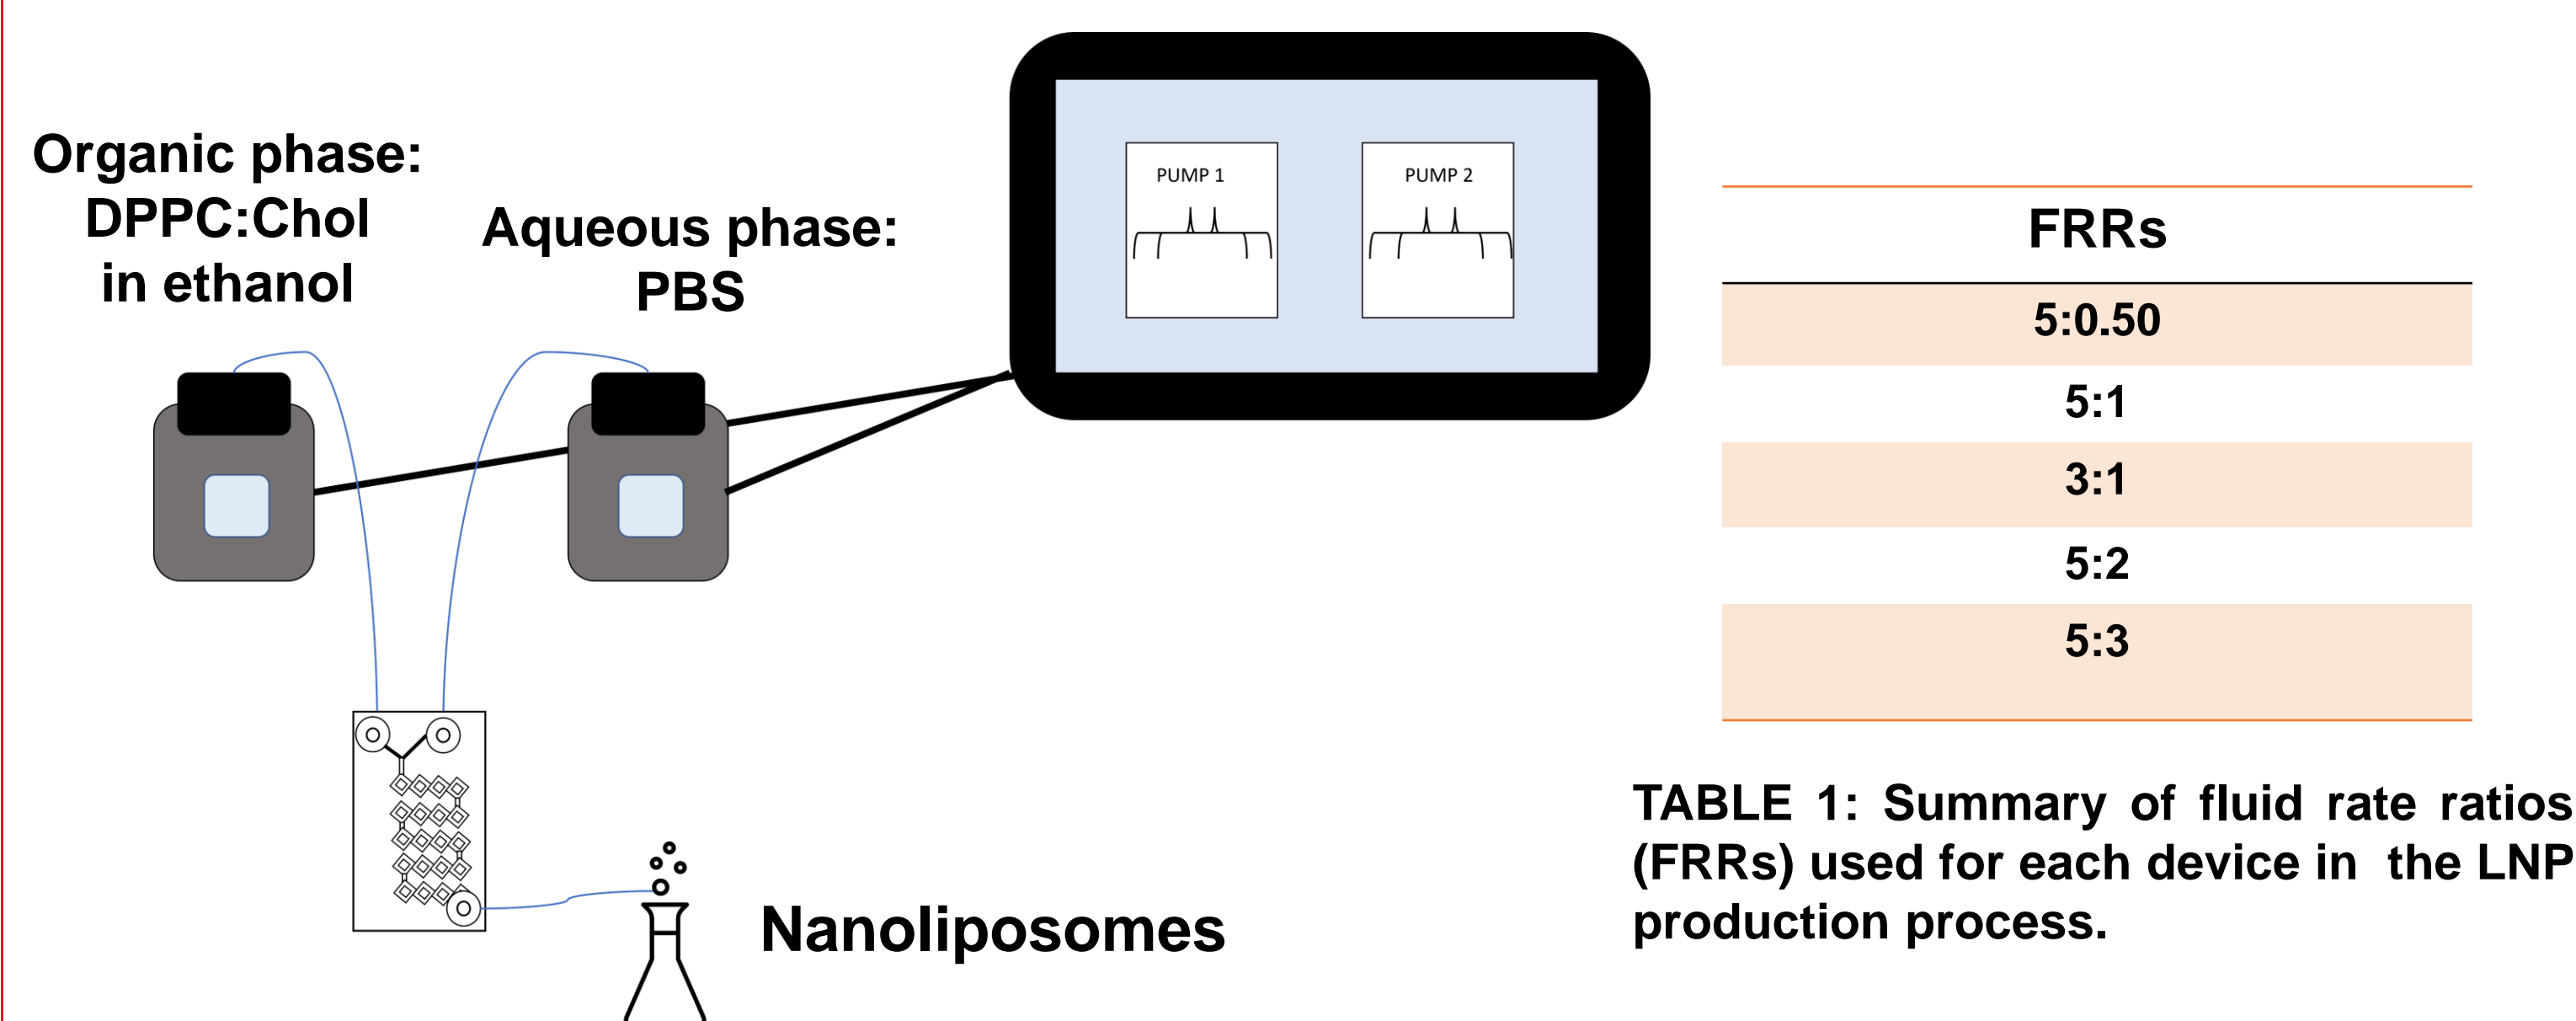 Organic phase:
DPPC:Chol
in ethanol
Aqueous phase:
PBS
PUMP 1
PUMP 2
FRRs
5:0.50
5:1
3:1
5:2
5:3
TABLE 1: Summary of fluid rate ratios
(FRRs) used for each device in the LNP
production process.
Nanoliposomes